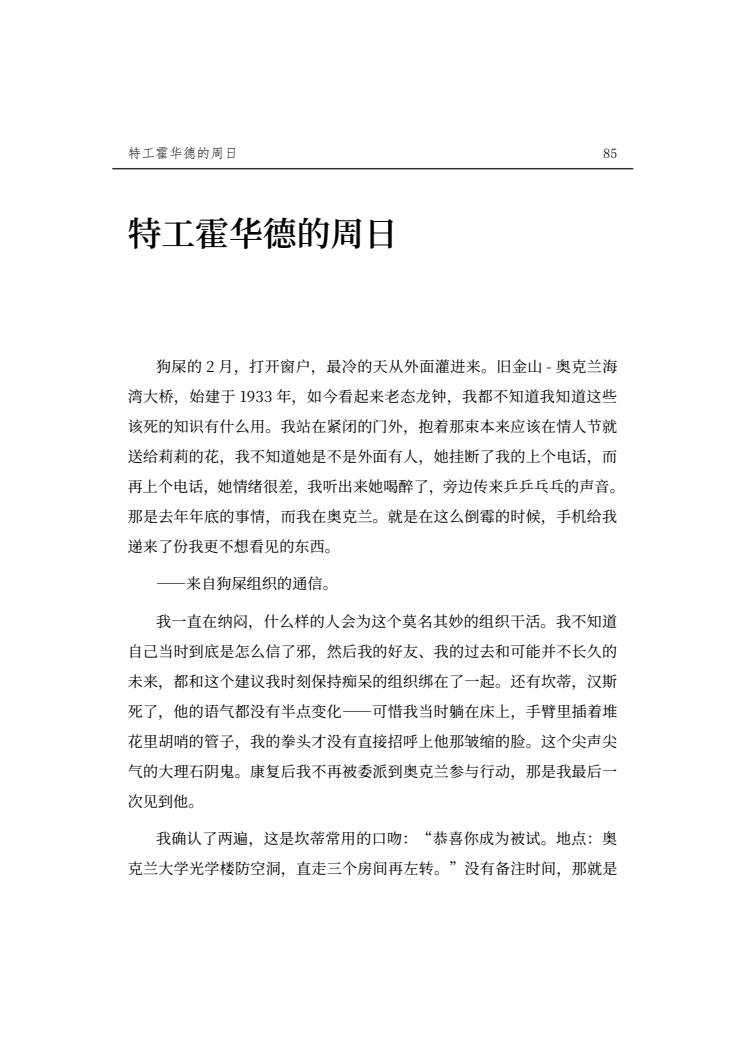 特工霍华德的周日 85
特工霍华德的周日
狗屎的 2 月，打开窗户，最冷的天从外面灌进来。旧金山 - 奥克兰海
湾大桥，始建于 1933 年，如今看起来老态龙钟，我都不知道我知道这些
该死的知识有什么用。我站在紧闭的门外，抱着那束本来应该在情人节就
送给莉莉的花，我不知道她是不是外面有人，她挂断了我的上个电话，而
再上个电话，她情绪很差，我听出来她喝醉了，旁边传来乒乒乓乓的声音。
那是去年年底的事情，而我在奥克兰。就是在这么倒霉的时候，手机给我
递来了份我更不想看见的东西。
——来自狗屎组织的通信。
我一直在纳闷，什么样的人会为这个莫名其妙的组织干活。我不知道
自己当时到底是怎么信了邪，然后我的好友、我的过去和可能并不长久的
未来，都和这个建议我时刻保持痴呆的组织绑在了一起。还有坎蒂，汉斯
死了，他的语气都没有半点变化——可惜我当时躺在床上，手臂里插着堆
花里胡哨的管子，我的拳头才没有直接招呼上他那皱缩的脸。这个尖声尖
气的大理石阴鬼。康复后我不再被委派到奥克兰参与行动，那是我最后一
次见到他。
我确认了两遍，这是坎蒂常用的口吻：“恭喜你成为被试。地点：奥
克兰大学光学楼防空洞，直走三个房间再左转。”没有备注时间，那就是